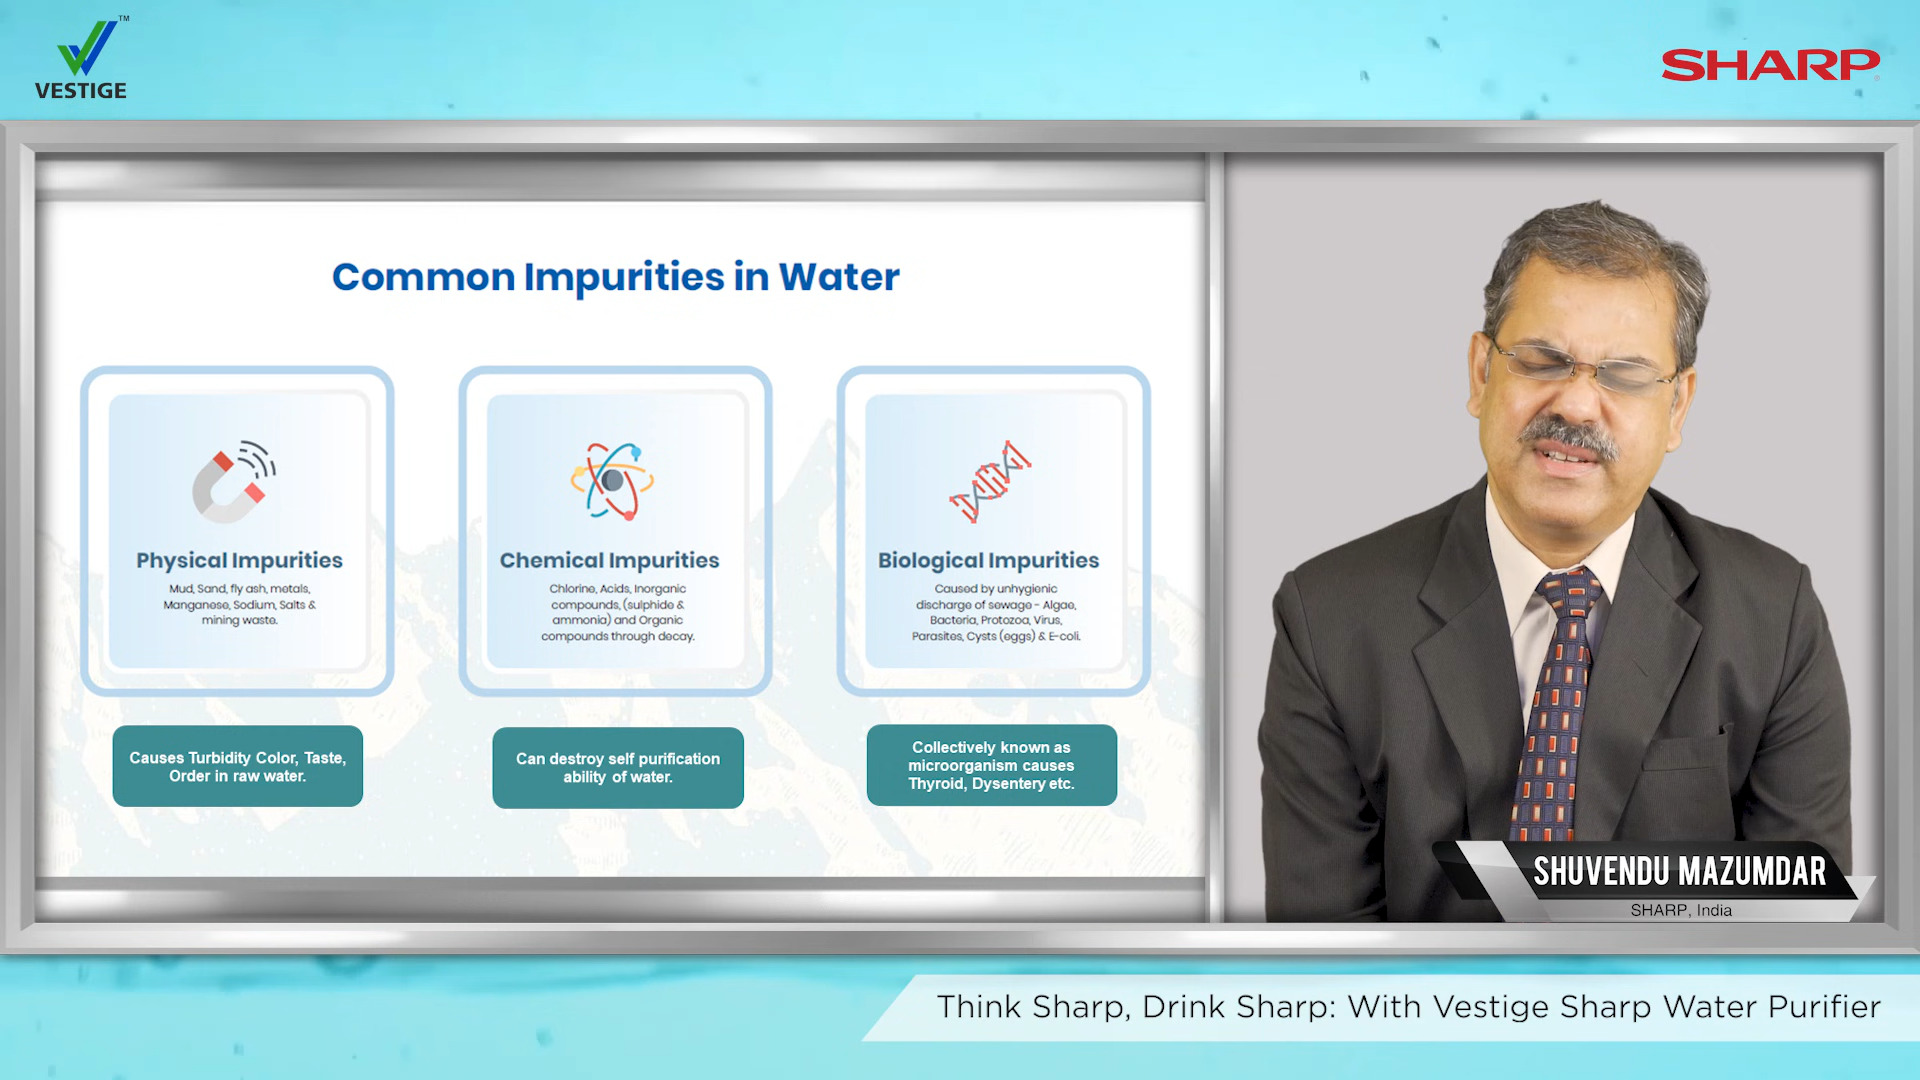 VESTIGE
TM
SHARP
Common Impurities in Water
Physical Impurities
Mud, Sand, fly ash, metals,
Manganese, Sodium, Salts &
mining waste.
Causes Turbidity Color, Taste,
Order in raw water.
Chemical Impurities
Chlorine, Acids, Inorganic
compounds, (sulphide &
ammonia) and Organic
compounds through decay.
Can destroy self purification
ability of water.
Biological Impurities
Caused by unhygienic
discharge of sewage - Algae,
Bacteria, Protozoa, Virus,
Parasites, Cysts (eggs) & E-coli.
Collectively known as
microorganism causes
Thyroid, Dysentery etc.
SHUVENDU MAZUMDAR
SHARP, India
Think Sharp, Drink Sharp: With Vestige Sharp Water Purifier